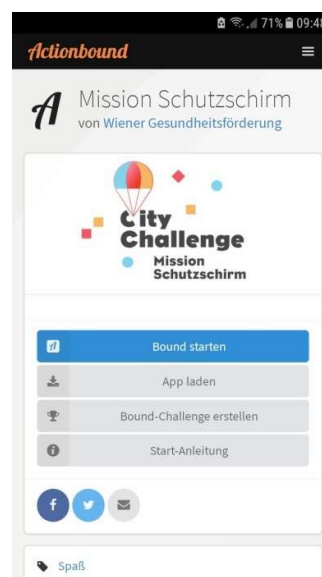 71% 09:48
Actionbound
Mission Schutzschirm
von Wiener Gesundheitsförderung
City
Challenge
Mission
Schutzschirm
Bound starten
App laden
Bound-Challenge erstellen
Start-Anleitung
Spaß